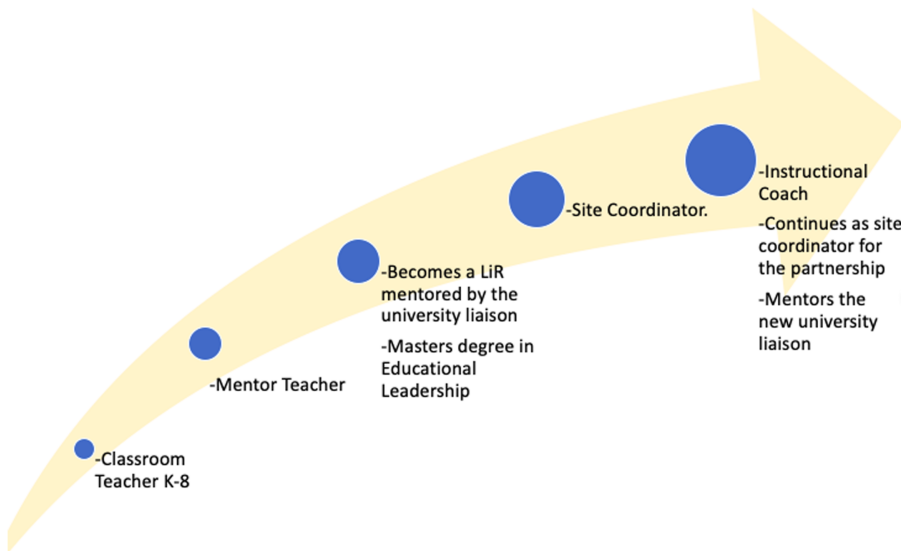 -Classroom
Teacher K-8
-Mentor Teacher
-Becomes a LiR
mentored by the
university liaison
-Masters degree in
Educational
Leadership
-Site Coordinator.
-Instructional
Coach
-Continues as site
coordinator for
the partnership
-Mentors the
new university
liaison